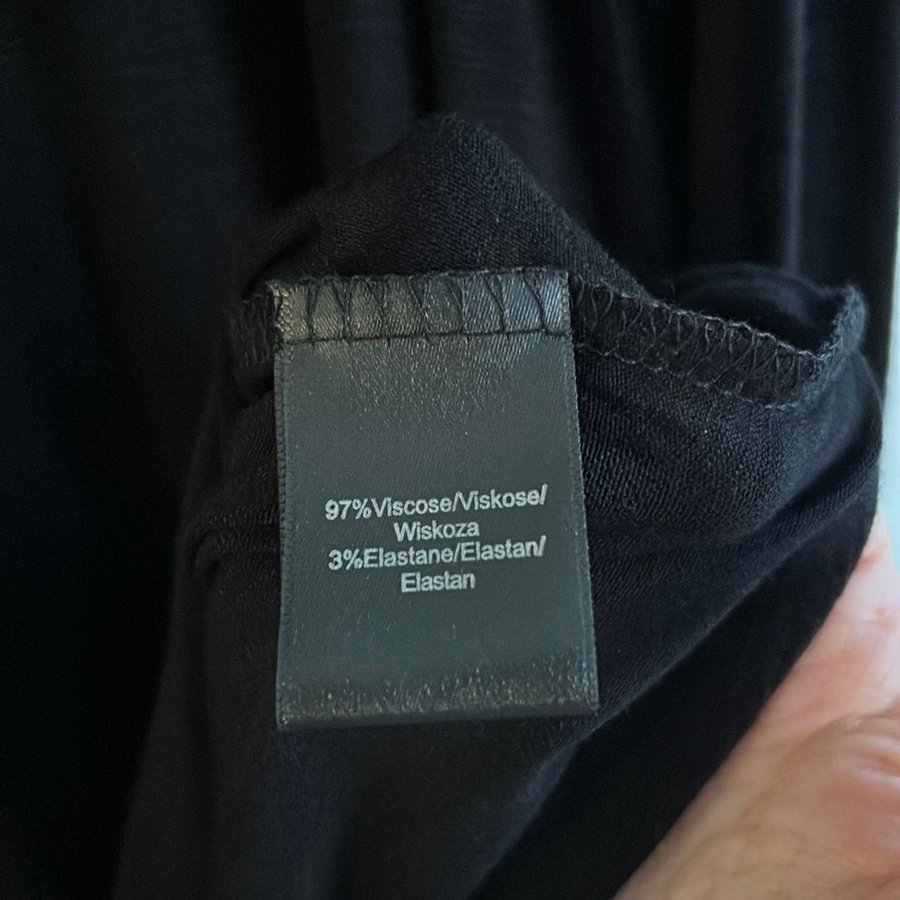 97%Viscose/Viskose/
Wiskoza
3%Elastane/Elastan/
Elastan